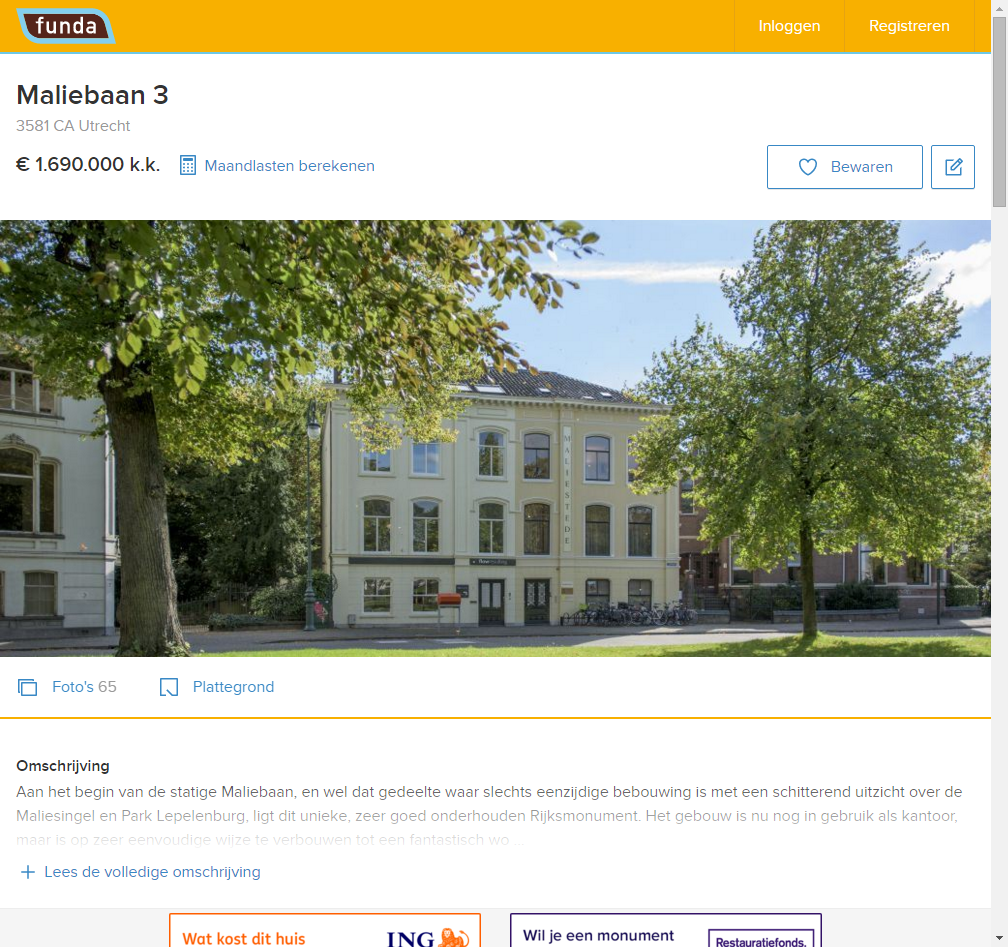 funda
Inloggen
Registreren
Maliebaan 3
3581 CA Utrecht
€ 1.690.000 k.k.
Maandlasten berekenen
Bewaren
MALIESTEDE
Foto's 65
Plattegrond
Omschrijving
Aan het begin van de statige Maliebaan, en wel dat gedeelte waar slechts eenzijdige bebouwing is met een schitterend uitzicht over de
Maliesingel en Park Lepelenburg, ligt dit unieke, zeer goed onderhouden Rijksmonument. Het gebouw is nu nog in gebruik als kantoor,
maar is op zeer eenvoudige wijze te verbouwen tot een fantastisch wo...
Lees de volledige omschrijving
Wat kost dit huis
ING
Wil je een monument
Restauratiefonds.